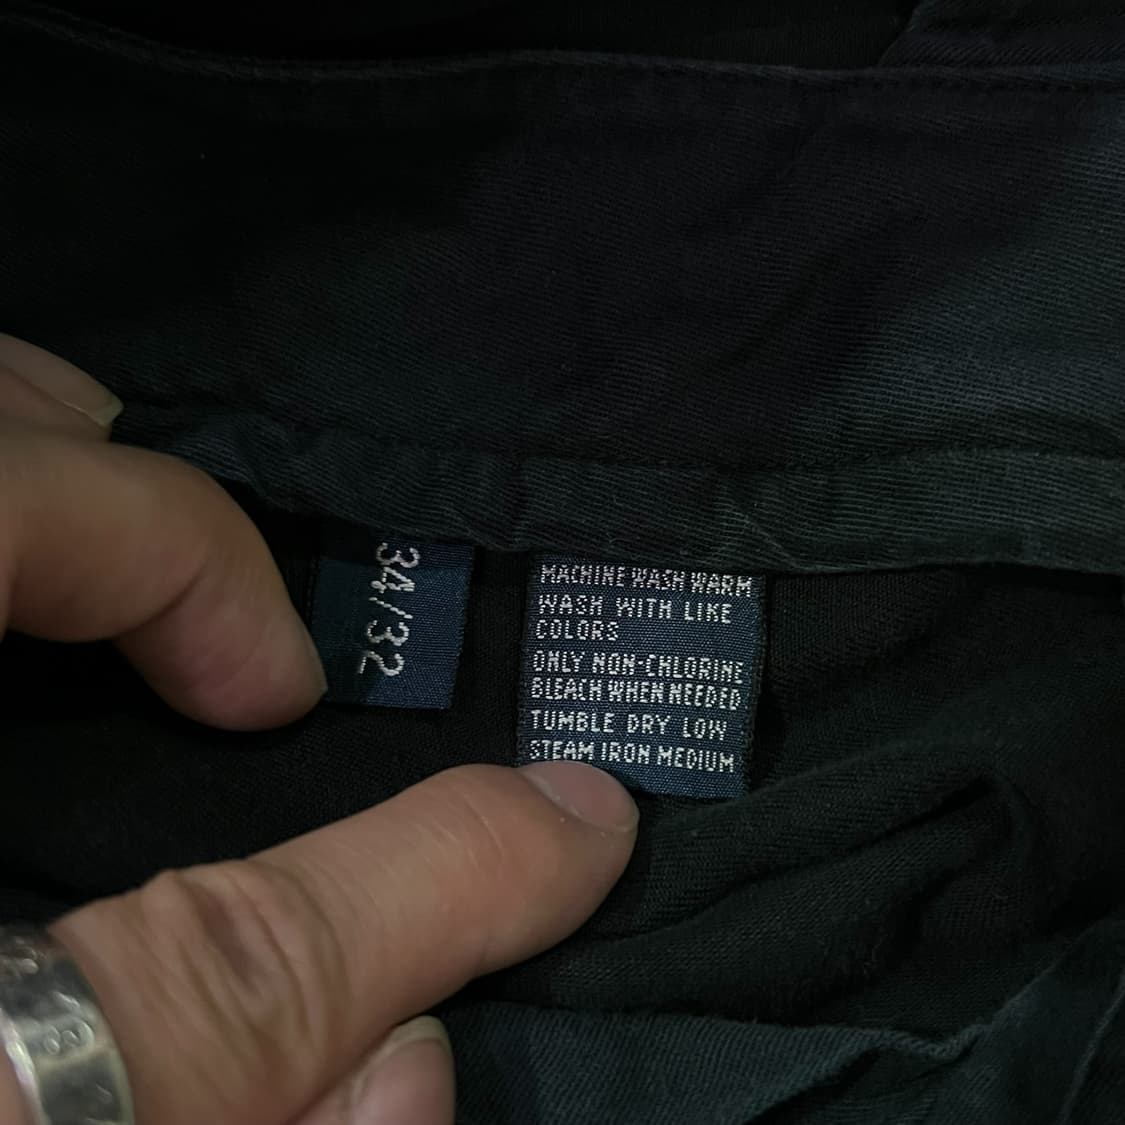 34/32
MACHINE WASH WARM
WASH WITH LIKE
COLORS
ONLY NON-CHLORINE
BLEACH WHEN NEEDED
TUMBLE DRY LOW
STEAM IRON MEDIUM